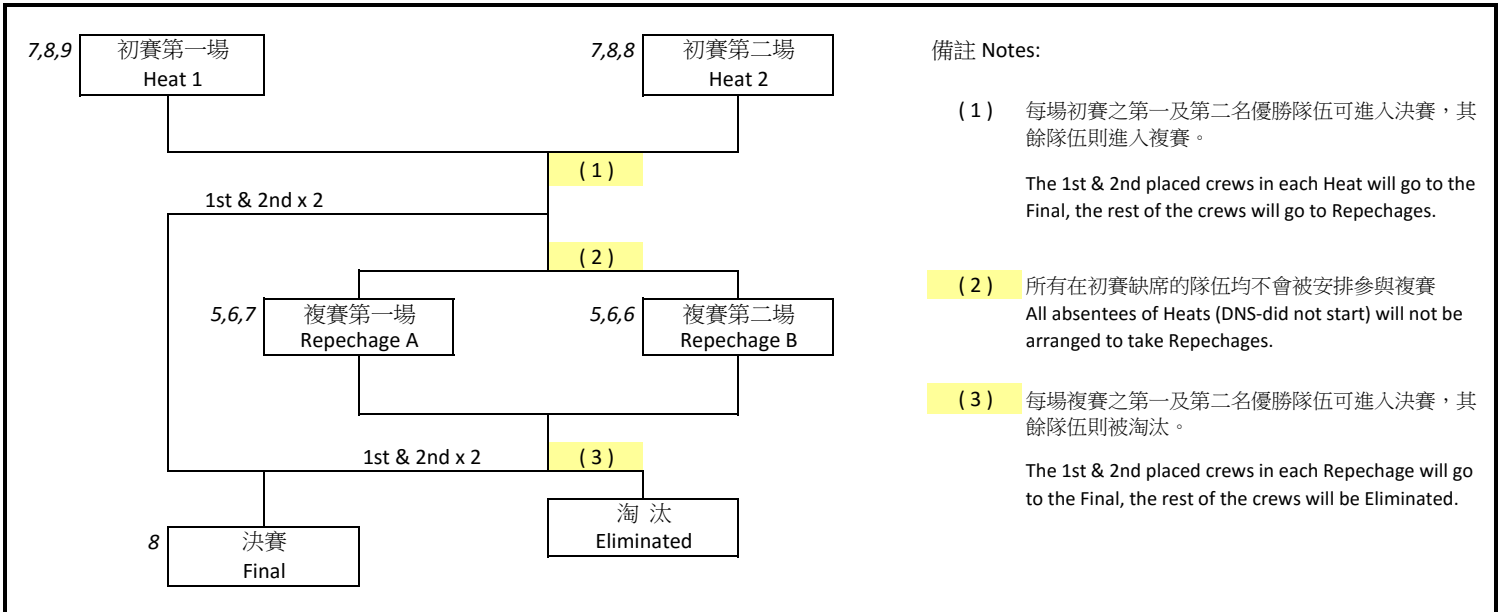 7,8,9
初賽第一場
Heat 1
7,8,8
初賽第二場
Heat 2
( 1 )
1st & 2nd x 2
( 2 )
5,6,7
複賽第一場
Repechage A
5,6,6
複賽第二場
Repechage B
1st & 2nd x 2
( 3 )
淘 汰
Eliminated
8
決賽
Final
備註 Notes:
( 1 ) 每場初賽之第一及第二名優勝隊伍可進入決賽，其
餘隊伍則進入複賽。
The 1st & 2nd placed crews in each Heat will go to the
Final, the rest of the crews will go to Repechages.
( 2 ) 所有在初賽缺席的隊伍均不會被安排參與複賽
All absentees of Heats (DNS-did not start) will not be
arranged to take Repechages.
( 3 ) 每場複賽之第一及第二名優勝隊伍可進入決賽，其
餘隊伍則被淘汰。
The 1st & 2nd placed crews in each Repechage will go
to the Final, the rest of the crews will be Eliminated.